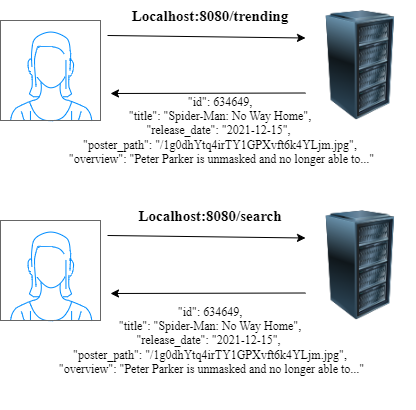 Localhost:8080/trending
"id": 634649,
"title": "Spider-Man: No Way Home",
"release_date": "2021-12-15",
"poster_path": "/1g0dhYtq4irTY1GPXvft6k4YLjm.jpg",
"overview": "Peter Parker is unmasked and no longer able to..."
Localhost:8080/search
"id": 634649,
"title": "Spider-Man: No Way Home",
"release_date": "2021-12-15",
"poster_path": "/1g0dhYtq4irTY1GPXvft6k4YLjm.jpg",
"overview": "Peter Parker is unmasked and no longer able to..."